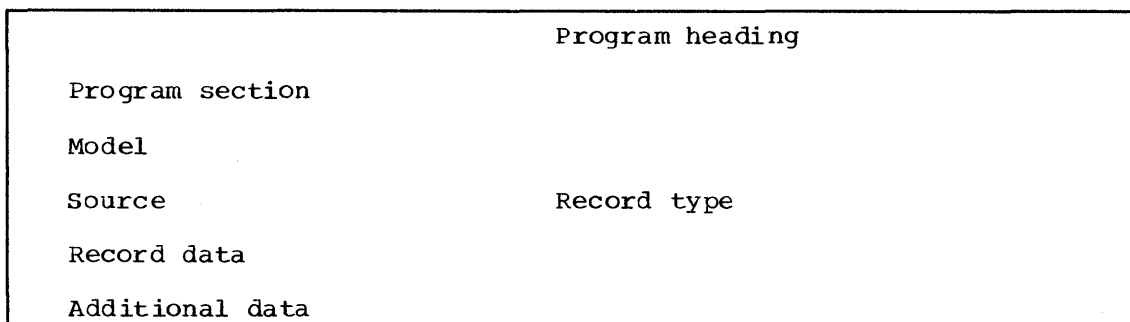 Program heading
Program section
Model
Source Record type
Record data
Additional data